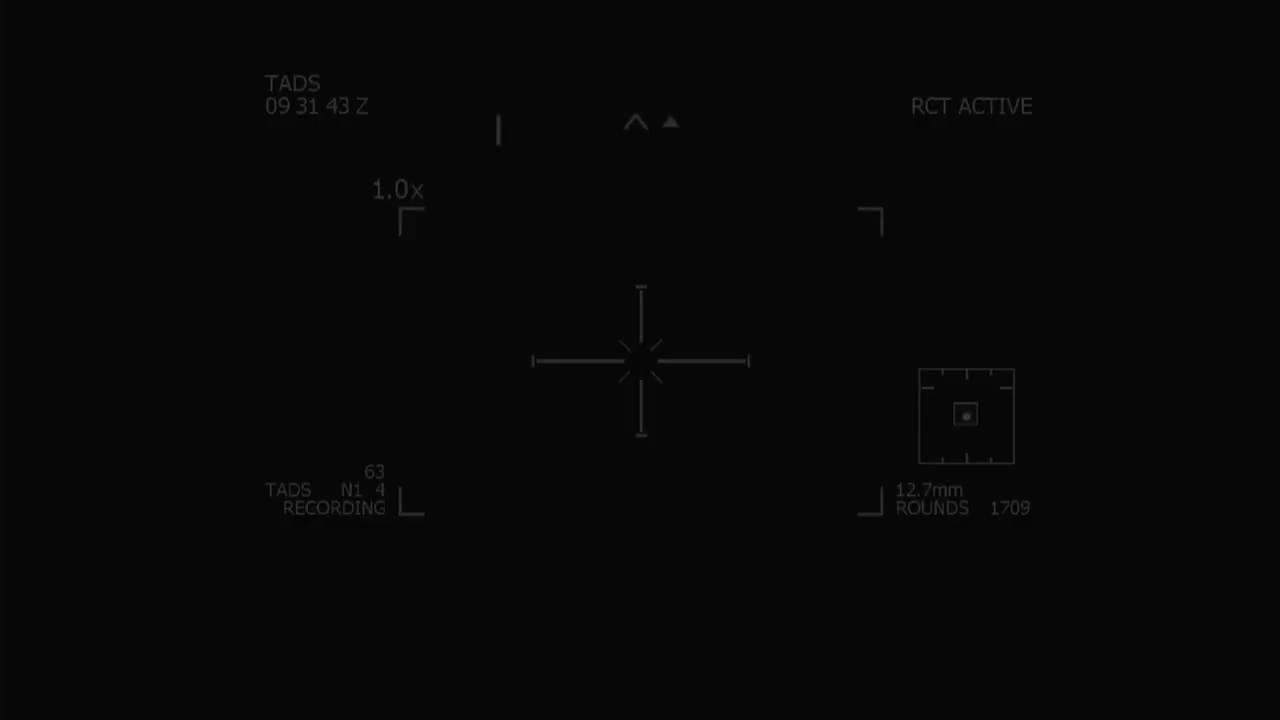 TADS
09 31 43 Z
RCT ACTIVE
1.0x
63
TADS N1 4
RECORDING
12.7mm
ROUNDS 1709